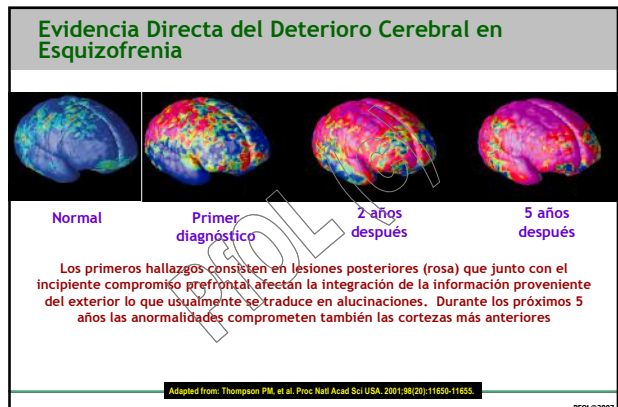 Evidencia Directa del Deterioro Cerebral en
Esquizofrenia
Normal
Primer
diagnóstico
2 años
después
5 años
después
Los primeros hallazgos consisten en lesiones posteriores (rosa) que junto con el
incipiente compromiso prefrontal afectan la integración de la información proveniente
del exterior lo que usualmente se traduce en alucinaciones. Durante los próximos 5
años las anormalidades comprometen también las cortezas más anteriores
Adapted from: Thompson PM, et al. Proc Natl Acad Sci USA. 2001;98(20):11650-11655.